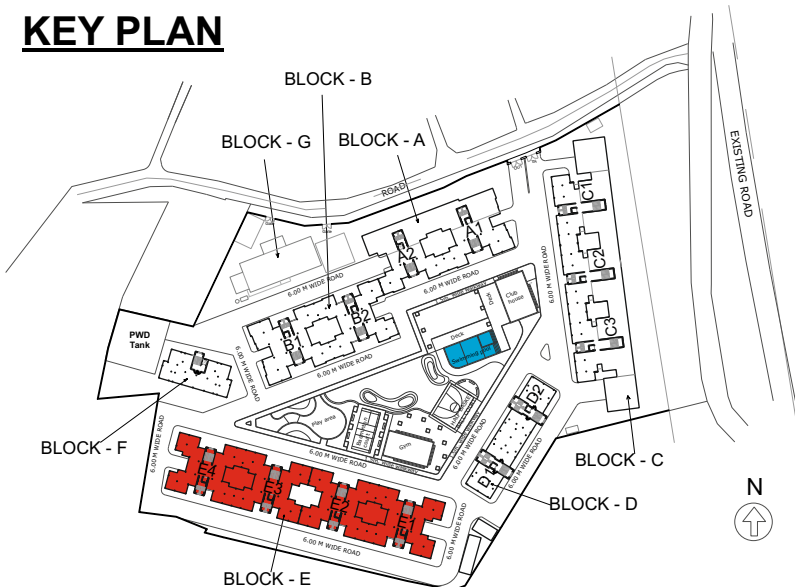 KEY PLAN
BLOCK - B
BLOCK - G
BLOCK - A
EXISTING ROAD
ROAD
C1
C2
C3
A1
A2
B1
B2
6.00 M WIDE ROAD
6.00 M WIDE ROAD
6.00 M WIDE ROAD
6.00 M WIDE ROAD
Club
house
Deck
Deck
Swimming pool
PWD
Tank
Play area
Gym
D2
D1
6.00 M WIDE ROAD
6.00 M WIDE ROAD
6.00 M WIDE ROAD
6.00 M WIDE ROAD
6.00 M WIDE ROAD
E4
E3
E2
E1
BLOCK - F
BLOCK - C
BLOCK - D
BLOCK - E
N